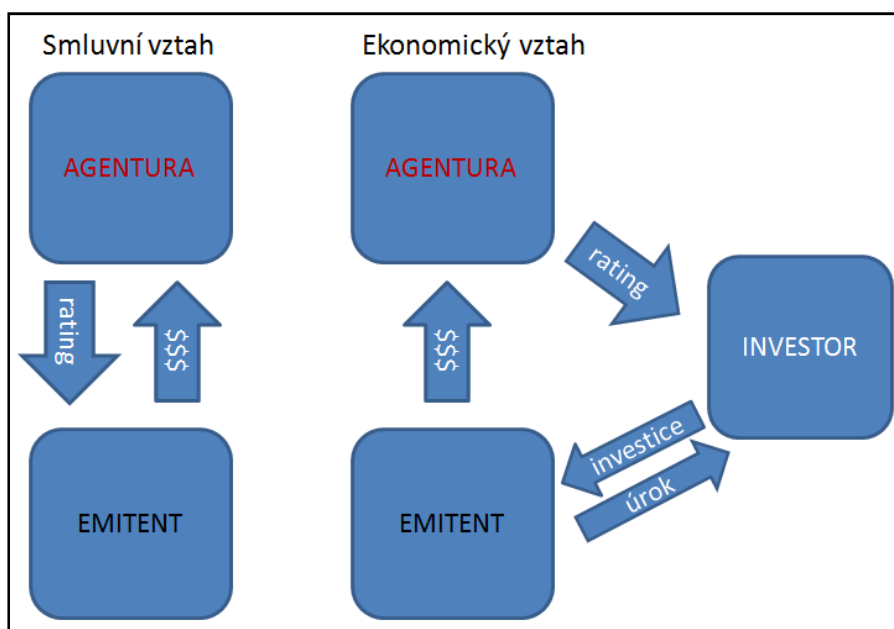 Smluvní vztah
AGENTURA
rating
$$$
EMITENT
Ekonomický vztah
AGENTURA
rating
$$$
INVESTOR
investice
úrok
EMITENT